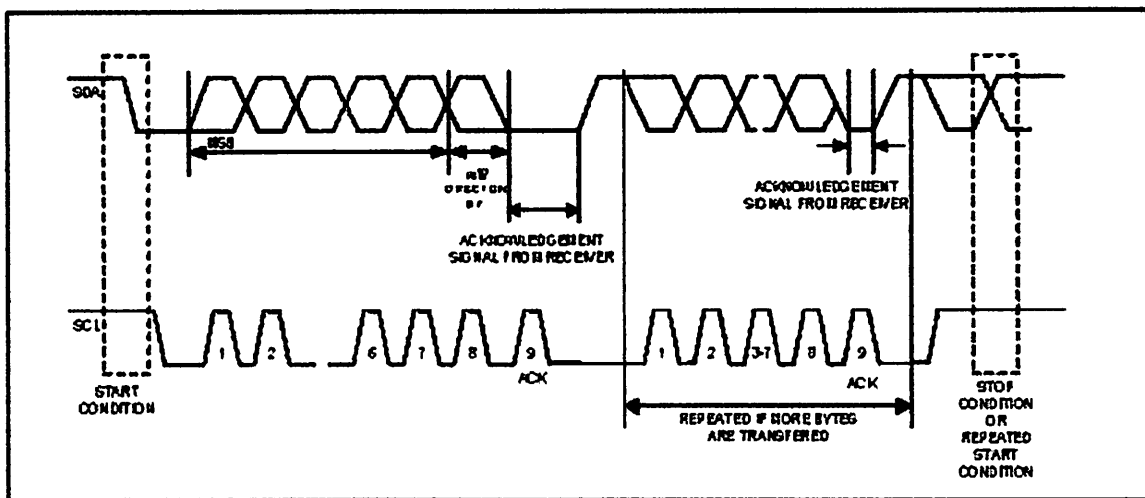 SDA
MSB
R/W
DIRECTION
ACKNOWLEDGEMENT
SIGNAL FROM RECEIVER
ACKNOWLEDGEMENT
SIGNAL FROM RECEIVER
SCL
1
2
6
7
8
9
1
2
3-7
8
9
ACK
ACK
START
CONDITION
REPEATED IF MORE BYTES
ARE TRANSFERED
STOP
CONDITION
OR
REPEATED
START
CONDITION